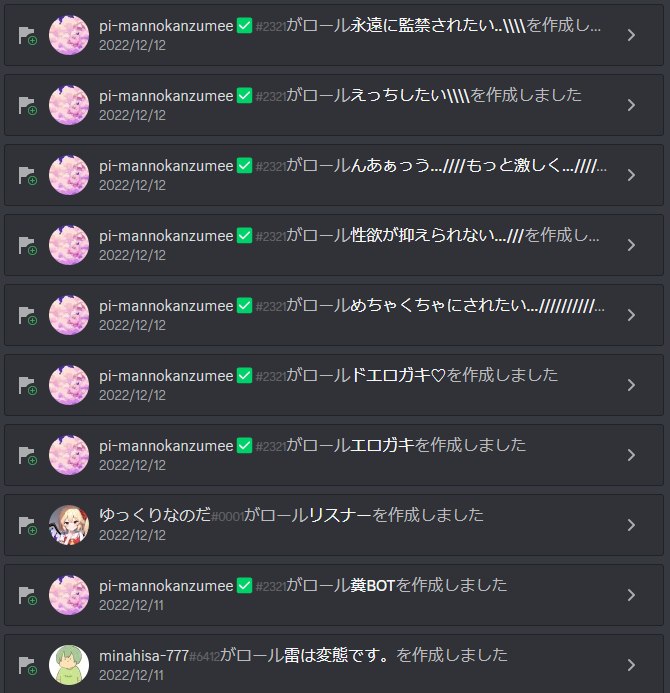 pi-mannokanzumee✅#2321がロール永遠に監禁されたい..\\\\を作成し...
2022/12/12
pi-mannokanzumee✅#2321がロールえっちしたい\\\\を作成しました
2022/12/12
pi-mannokanzumee✅#2321がロールんあぁっう...////もっと激しく...////...
2022/12/12
pi-mannokanzumee✅#2321がロール性欲が抑えられない...///を作成し...
2022/12/12
pi-mannokanzumee✅#2321がロールめちゃくちゃにされたい...//////////...
2022/12/12
pi-mannokanzumee✅#2321がロールドエロガキ♡を作成しました
2022/12/12
pi-mannokanzumee✅#2321がロールエロガキを作成しました
2022/12/12
ゆっくりなのだ#0001がロールリスナーを作成しました
2022/12/12
pi-mannokanzumee✅#2321がロール糞BOTを作成しました
2022/12/11
minahisa-777#6412がロール雷は変態です。を作成しました
2022/12/11